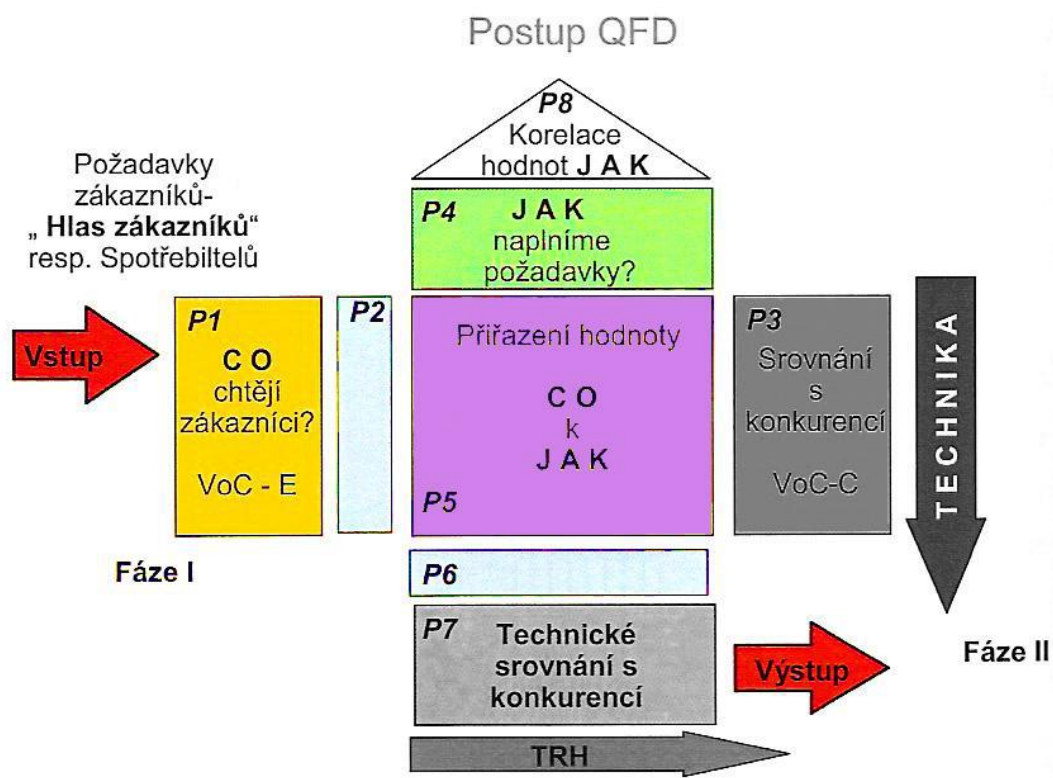 Postup QFD
P8
Korelace
hodnot J A K
Požadavky
zákazníků-
„ Hlas zákazníků“
resp. Spotřebiltelů
P4 J A K
naplníme
požadavky?
Vstup
P1
C O
chtějí
zákazníci?
VoC - E
P2
Přiřazení hodnoty
C O
k
J A K
P5
P3
Srovnání
s
konkurencí
VoC-C
TECHNIKA
Fáze I
P6
P7 Technické
srovnání s
konkurencí
Výstup
Fáze II
TRH